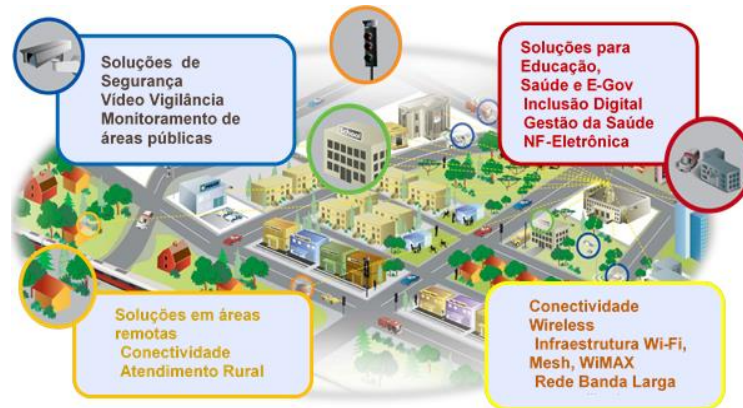 Soluções de
Segurança
Vídeo Vigilância
Monitoramento de
áreas públicas
Soluções para
Educação,
Saúde e E-Gov
Inclusão Digital
Gestão da Saúde
NF-Eletrônica
School
Soluções em áreas
remotas
Conectividade
Atendimento Rural
Conectividade
Wireless
Infraestrutura Wi-Fi,
Mesh, WiMAX
Rede Banda Larga